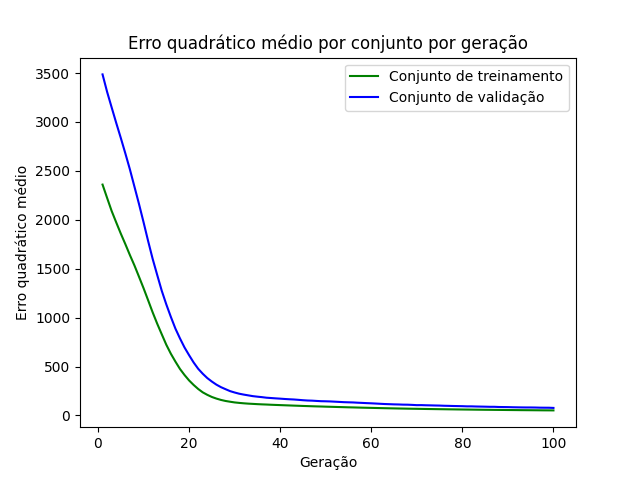 Erro quadrático médio por conjunto por geração
Conjunto de treinamento
Conjunto de validação
Erro quadrático médio
3500
3000
2500
2000
1500
1000
500
0
0 20 40 60 80 100
Geração